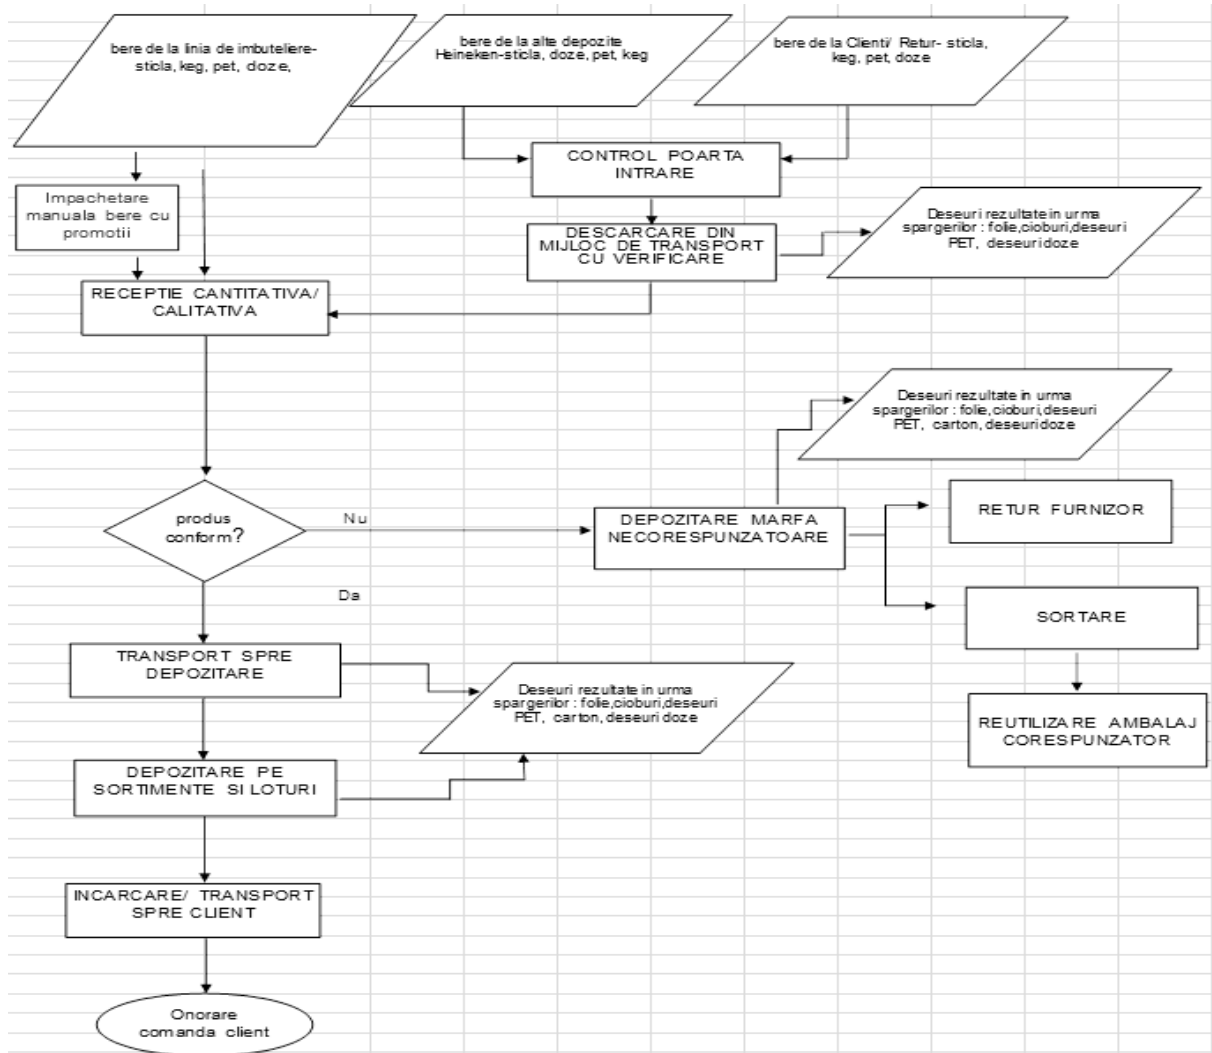 bere de la linia de imbuteliere-
sticla, keg, pet, doze,
bere de la alte depozite
Heineken-sticla, doze, pet, keg
bere de la Clienti/ Retur- sticla,
keg, pet, doze
CONTROL POARTA
INTRARE
Impachetare
manuala bere cu
promotii
DESCARCARE DIN
MIJLOC DE TRANSPORT
CU VERIFICARE
Deseuri rezultate in urma
spargerilor : folie,cioburi,deseuri
PET, deseuri doze
RECEPTIE CANTITATIVA/
CALITATIVA
Deseuri rezultate in urma
spargerilor : folie,cioburi,deseuri
PET, carton, deseuri doze
produs
conform?
Nu
DEPOZITARE MARFA
NECORESPUNZATOARE
RETUR FURNIZOR
Da
SORTARE
TRANSPORT SPRE
DEPOZITARE
Deseuri rezultate in urma
spargerilor : folie,cioburi,deseuri
PET, carton, deseuri doze
REUTILIZARE AMBALAJ
CORESPUNZATOR
DEPOZITARE PE
SORTIMENTE SI LOTURI
INCARCARE/ TRANSPORT
SPRE CLIENT
Onorare
comanda client